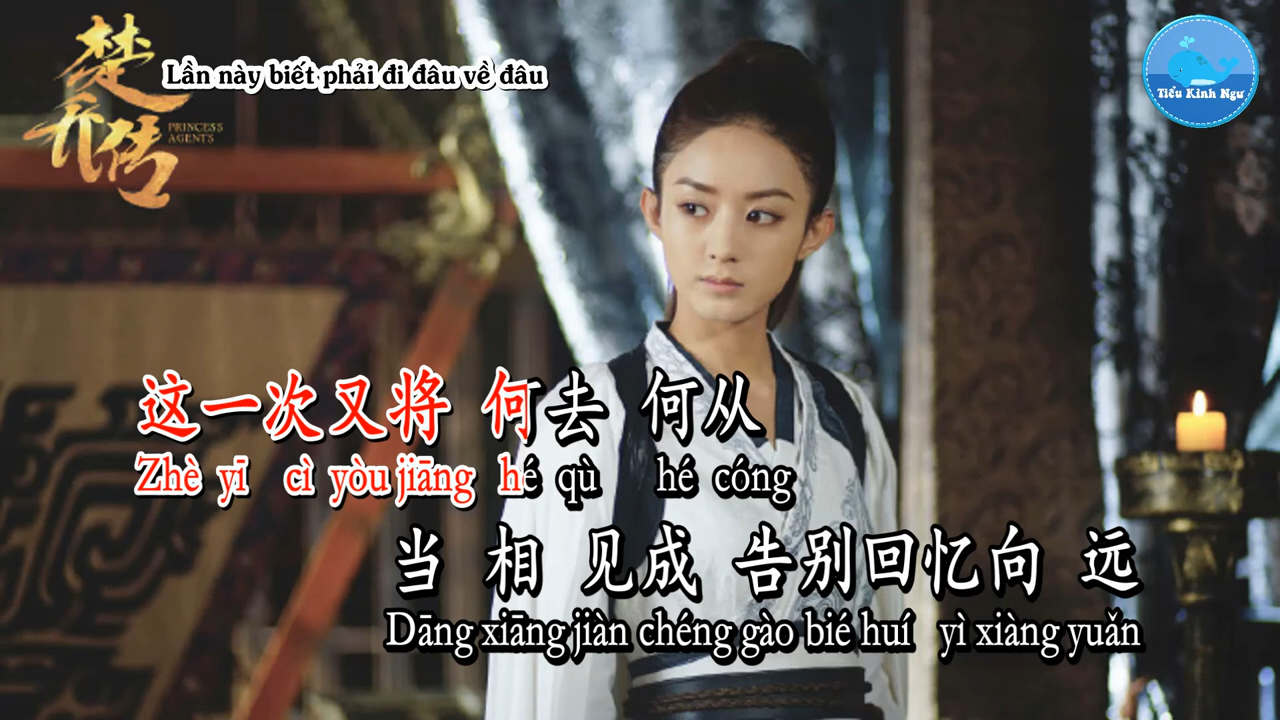 楚乔传
PRINCESS
AGENTS
Lần này biết phải đi đâu về đâu
Tiểu Kình Ngư
这一次又将 何去 何从
Zhè yī cì yòu jiāng hé qù hé cóng
当 相 见成 告别回忆向 远
Dāng xiāng jiàn chéng gào bié huí yì xiàng yuǎn